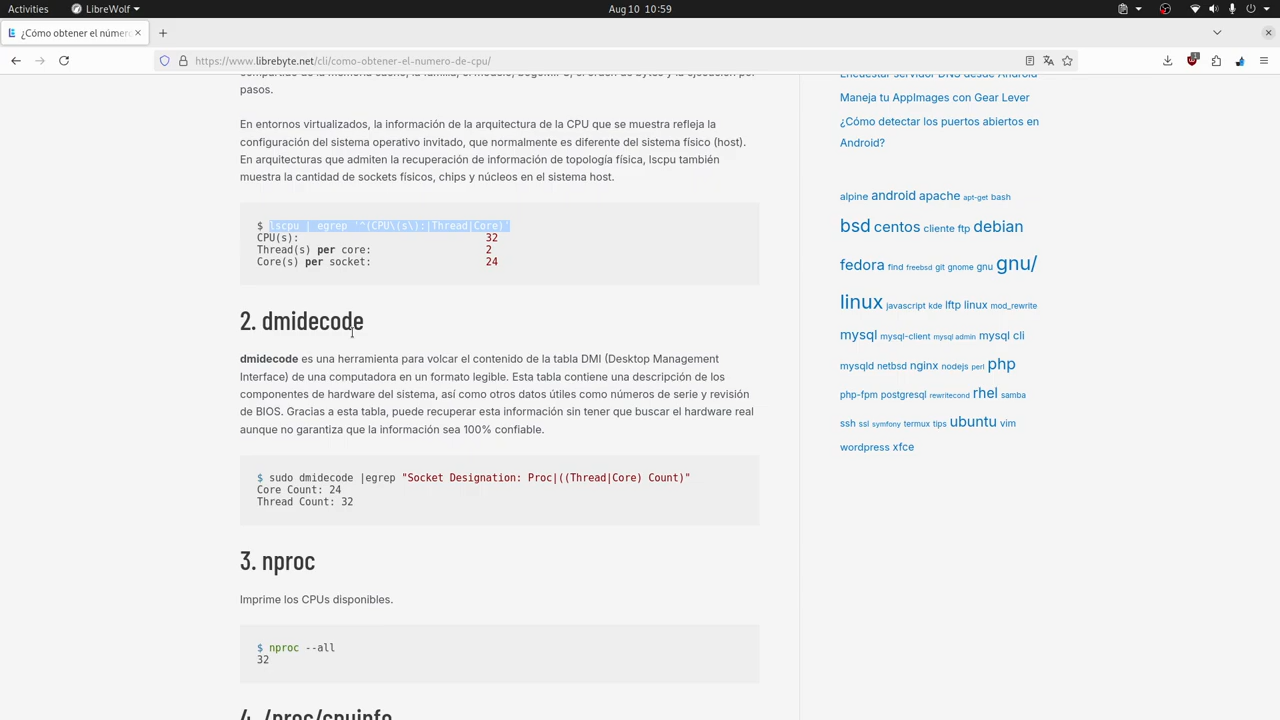 Activities
LibreWolf
Aug 10 10:59
¿Cómo obtener el númer
https://www.librebyte.net/cli/como-obtener-el-numero-de-cpu/
pasos.
En entornos virtualizados, la información de la arquitectura de la CPU que se muestra refleja la
configuración del sistema operativo invitado, que normalmente es diferente del sistema físico (host).
En arquitecturas que admiten la recuperación de información de topología física, lscpu también
muestra la cantidad de sockets físicos, chips y núcleos en el sistema host.
$ lscpu | egrep '^(CPU\(s\):|Thread|Core)'
CPU(s): 32
Thread(s) per core: 2
Core(s) per socket: 24
2. dmidecode
dmidecode es una herramienta para volcar el contenido de la tabla DMI (Desktop Management
Interface) de una computadora en un formato legible. Esta tabla contiene una descripción de los
componentes de hardware del sistema, así como otros datos útiles como números de serie y revisión
de BIOS. Gracias a esta tabla, puede recuperar esta información sin tener que buscar el hardware real
aunque no garantiza que la información sea 100% confiable.
$ sudo dmidecode |egrep "Socket Designation: Proc|((Thread|Core) Count)"
Core Count: 24
Thread Count: 32
3. nproc
Imprime los CPUs disponibles.
$ nproc --all
32
4. /proc/cpuinfo
Encuestar servidor DNS desde Android
Maneja tu AppImages con Gear Lever
¿Cómo detectar los puertos abiertos en
Android?
alpine android apache apt-get bash
bsd centos cliente ftp debian
fedora find freebsd git gnome gnu gnu/
linux javascript kde lftp linux mod_rewrite
mysql mysql-client mysql admin mysql cli
mysqld netbsd nginx nodejs perl php
php-fpm postgresql rewritecond rhel samba
ssh ssl symfony termux tips ubuntu vim
wordpress xfce